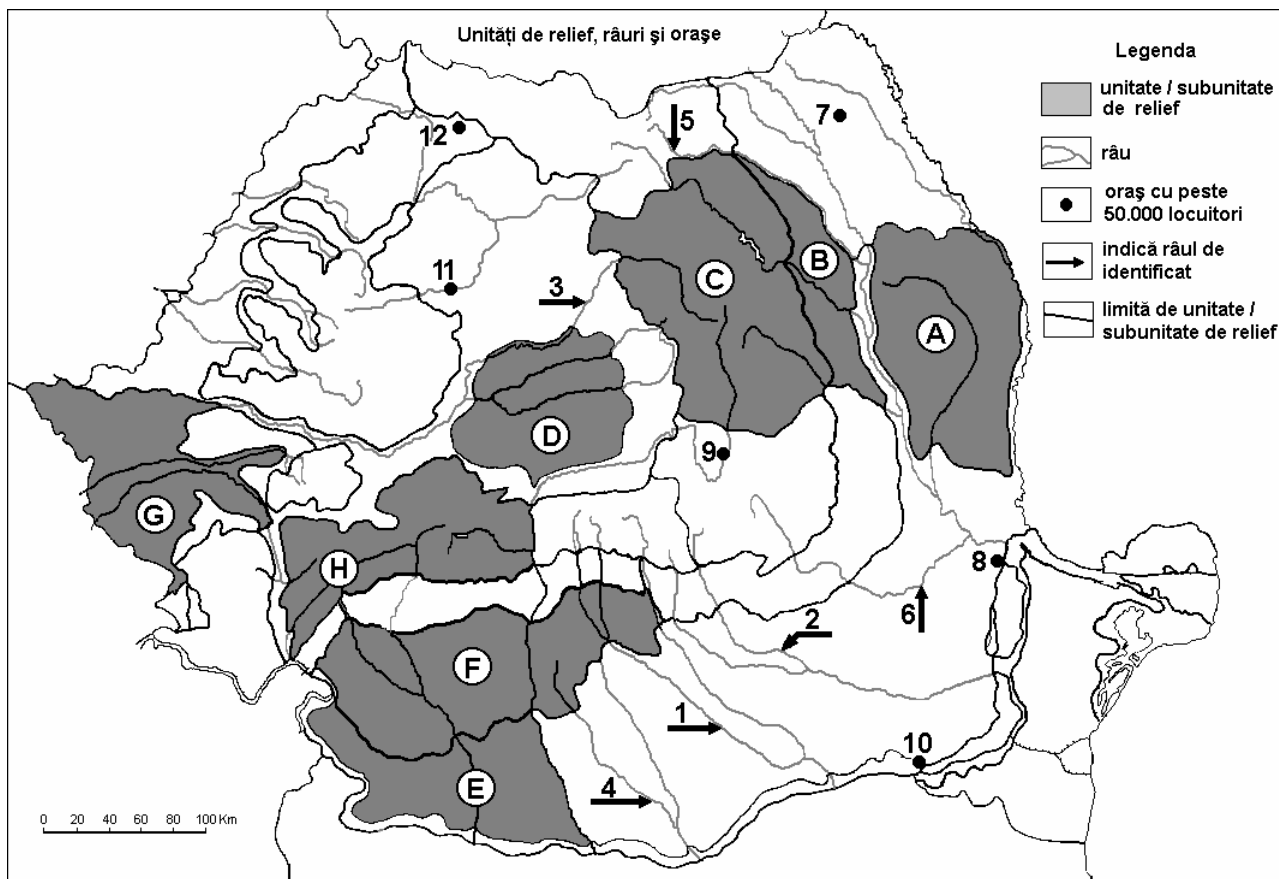 Unități de relief, râuri și orașe
Legenda
unitate / subunitate
de relief
râu
oraș cu peste
50.000 locuitori
indică râul de
identificat
limită de unitate /
subunitate de relief
12
5
7
B
C
11
3
A
D
9
G
H
8
2
6
F
1
10
E
4
0 20 40 60 80 100 Km